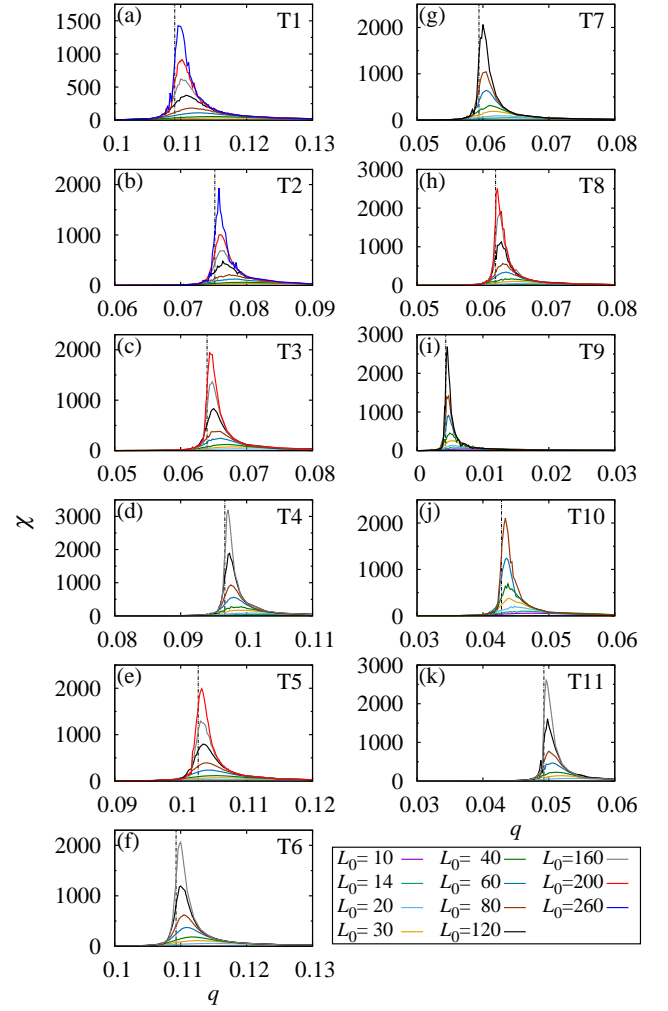 (a) T1
1500
1000
500
0
0.1 0.11 0.12 0.13
(b) T2
2000
1000
0
0.06 0.07 0.08 0.09
(c) T3
2000
1000
0
0.05 0.06 0.07 0.08
χ
(d) T4
3000
2000
1000
0
0.08 0.09 0.1 0.11
(e) T5
2000
1000
0
0.09 0.1 0.11 0.12
(f) T6
2000
1000
0
0.1 0.11 0.12 0.13
q
(g) T7
2000
1000
0
0.05 0.06 0.07 0.08
(h) T8
3000
2000
1000
0
0.05 0.06 0.07 0.08
(i) T9
3000
2000
1000
0
0 0.01 0.02 0.03
(j) T10
2000
1000
0
0.03 0.04 0.05 0.06
(k) T11
3000
2000
1000
0
0.03 0.04 0.05 0.06
q
L0= 10 L0= 40 L0=160
L0= 14 L0= 60 L0=200
L0= 20 L0= 80 L0=260
L0= 30 L0=120